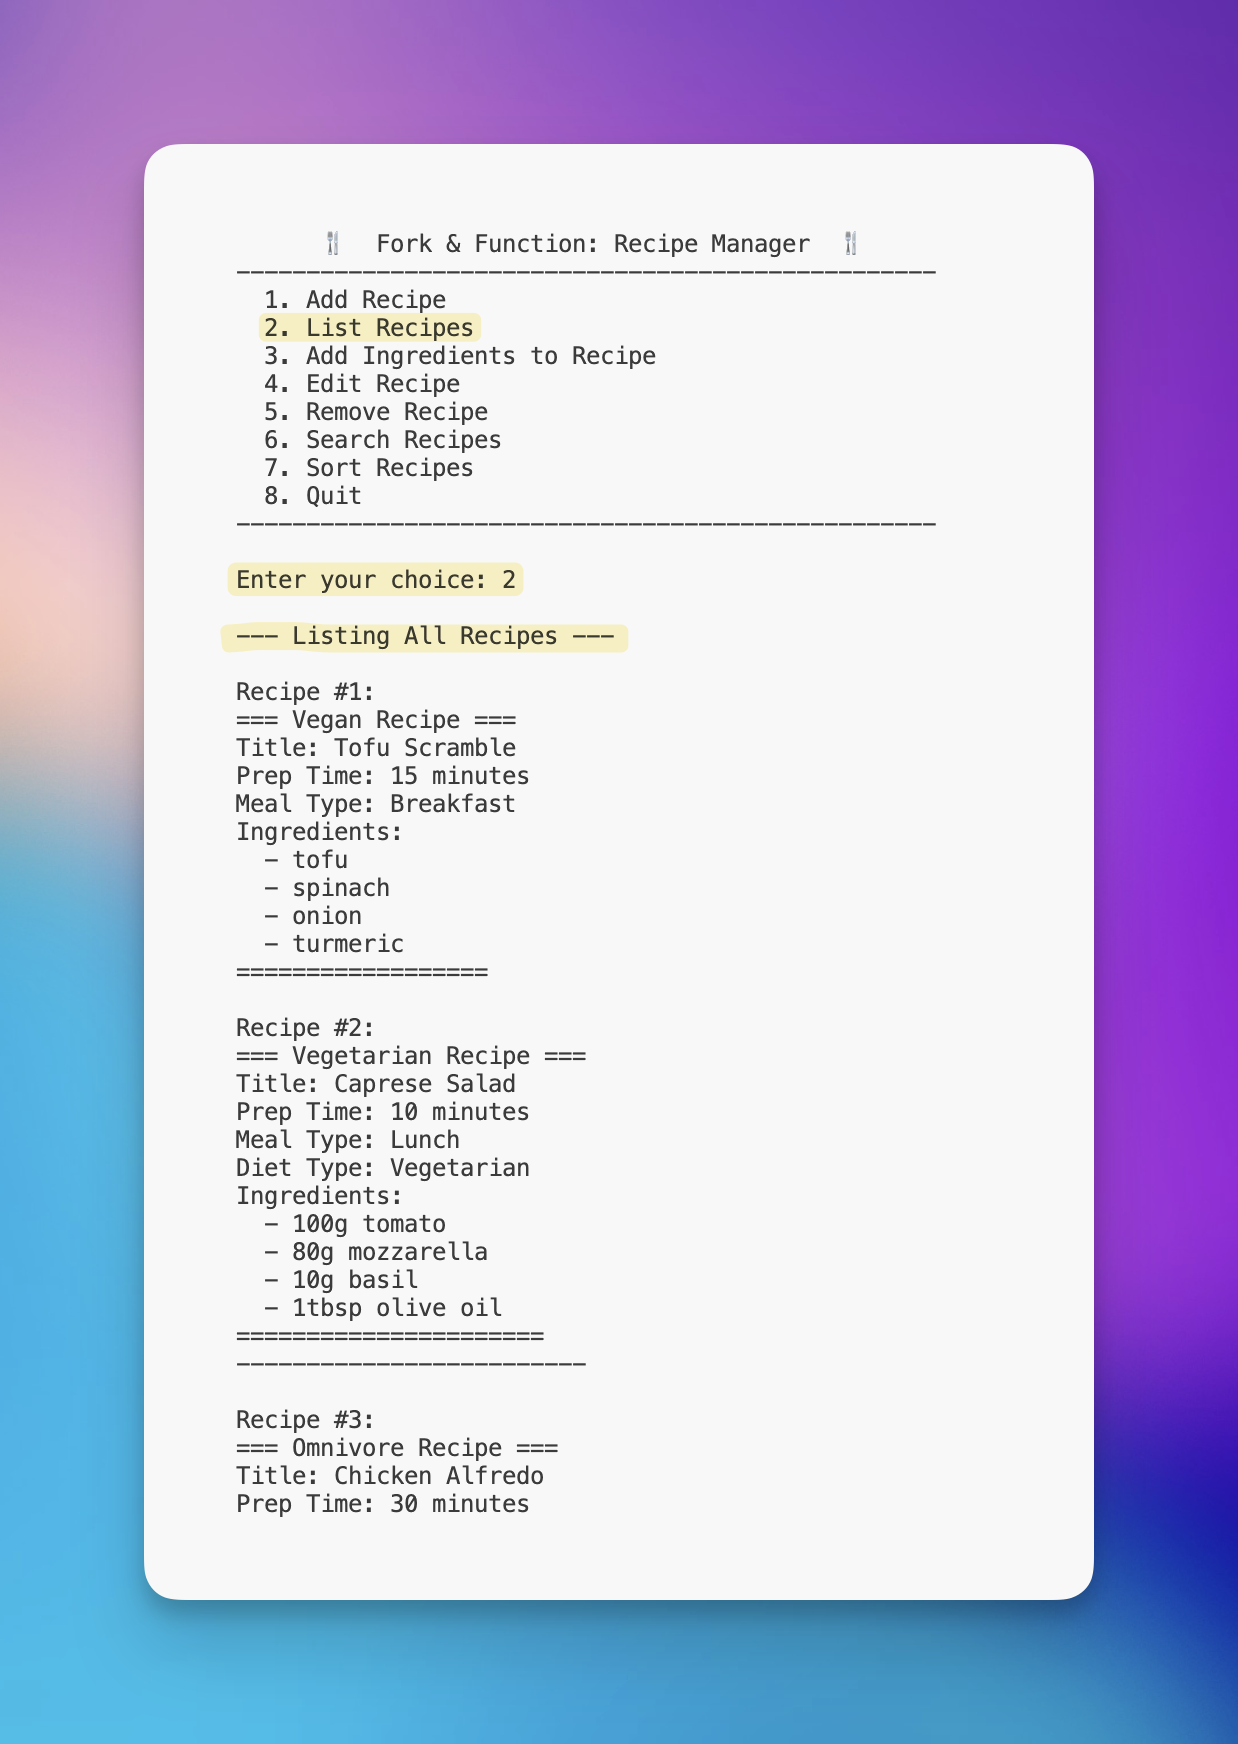 🍴 Fork & Function: Recipe Manager 🍴
--------------------------------------------------
1. Add Recipe
2. List Recipes
3. Add Ingredients to Recipe
4. Edit Recipe
5. Remove Recipe
6. Search Recipes
7. Sort Recipes
8. Quit
--------------------------------------------------
Enter your choice: 2
--- Listing All Recipes ---
Recipe #1:
=== Vegan Recipe ===
Title: Tofu Scramble
Prep Time: 15 minutes
Meal Type: Breakfast
Ingredients:
- tofu
- spinach
- onion
- turmeric
==================
Recipe #2:
=== Vegetarian Recipe ===
Title: Caprese Salad
Prep Time: 10 minutes
Meal Type: Lunch
Diet Type: Vegetarian
Ingredients:
- 100g tomato
- 80g mozzarella
- 10g basil
- 1tbsp olive oil
======================
-------------------------
Recipe #3:
=== Omnivore Recipe ===
Title: Chicken Alfredo
Prep Time: 30 minutes